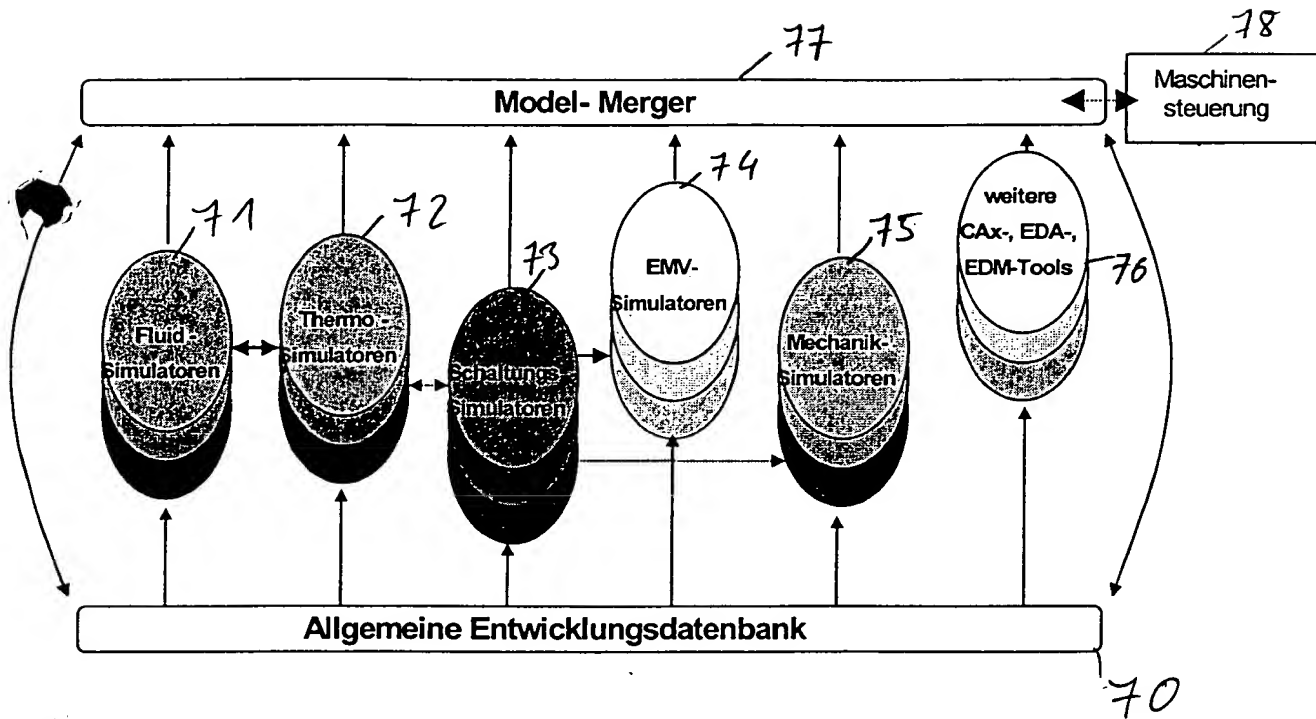 77
78
Model- Merger
Maschinen-
steuerung
71
Fluid -
Simulatoren
72
Thermo -
Simulatoren
73
Schaltungs-
Simulatoren
74
EMV-
Simulatoren
75
Mechanik-
Simulatoren
weitere
CAx-, EDA-,
EDM-Tools
76
Allgemeine Entwicklungsdatenbank
70